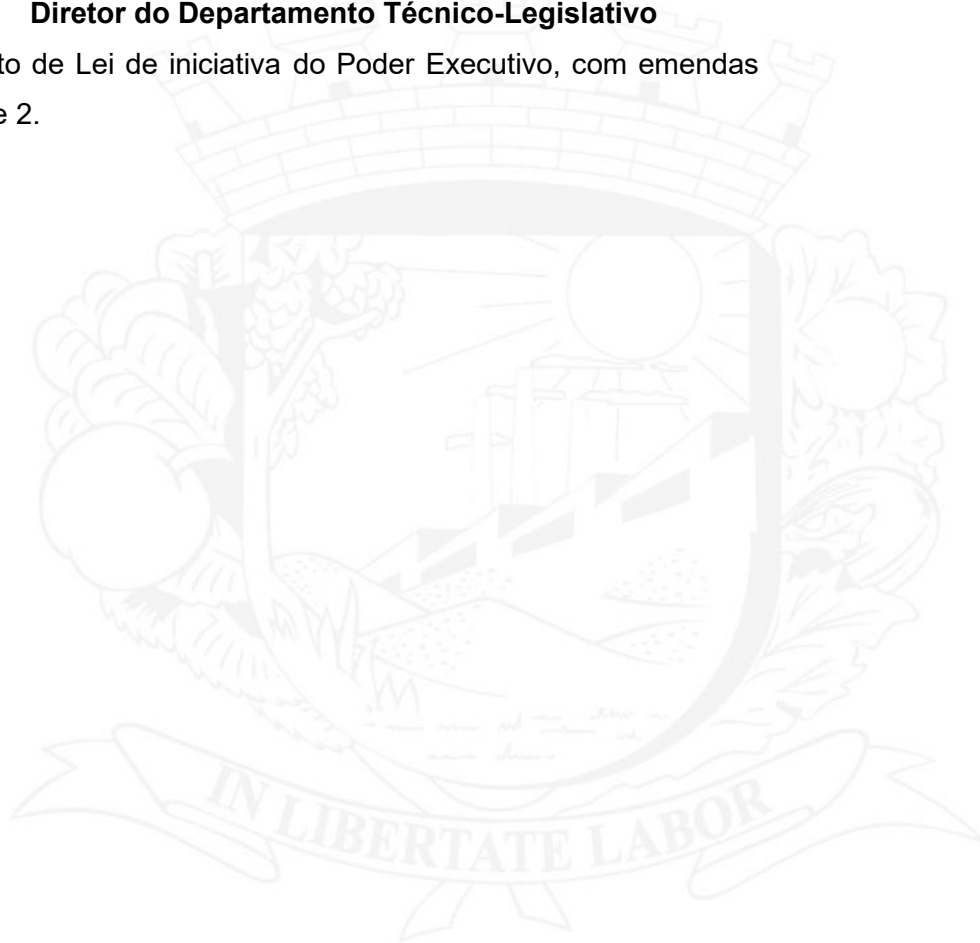 Diretor do Departamento Técnico-Legislativo
to de Lei de iniciativa do Poder Executivo, com emendas
e 2.
IN LIBERTATE LABOR